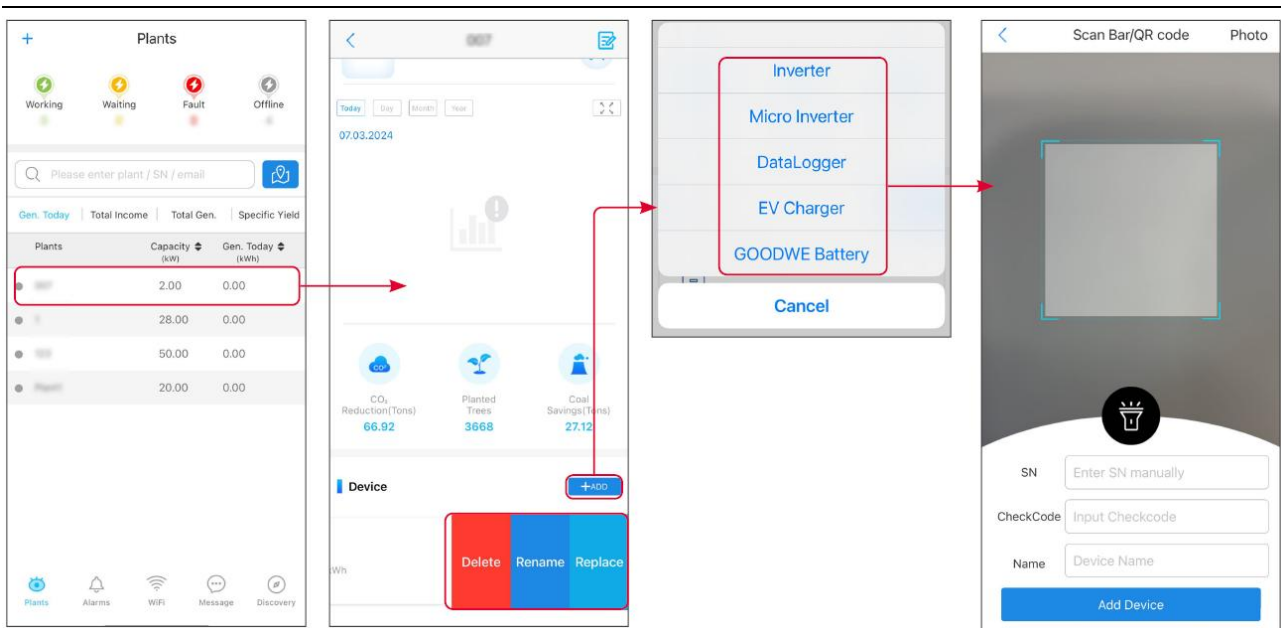 Plants
Working
Waiting
Fault
Offline
Please enter plant / SN / email
Gen. Today
Total Income
Total Gen.
Specific Yield
Plants
Capacity
(kW)
Gen. Today
(kWh)
2.00
0.00
28.00
0.00
50.00
0.00
20.00
0.00
Plants
Alarms
WiFi
Message
Discovery
Today
Day
Month
Year
07.03.2024
CO₂
Reduction(Tons)
66.92
Planted
Trees
3668
Coal
Savings(Tons)
27.12
Device
+ADD
kWh
Delete
Rename
Replace
Inverter
Micro Inverter
DataLogger
EV Charger
GOODWE Battery
Cancel
Scan Bar/QR code
Photo
SN
Enter SN manually
CheckCode
Input Checkcode
Name
Device Name
Add Device